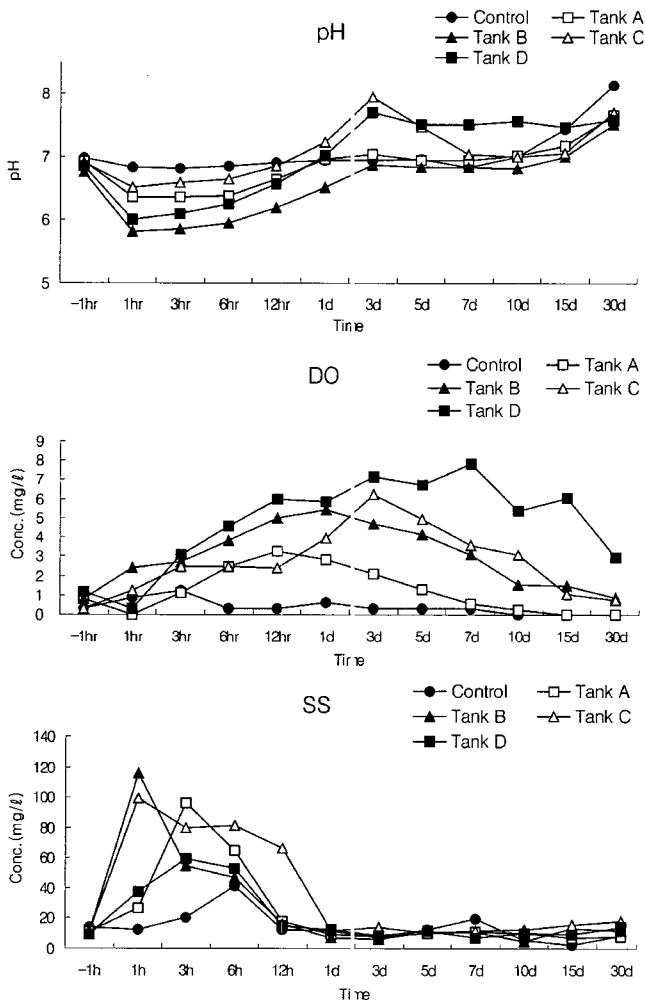 pH
Control
Tank A
Tank B
Tank C
Tank D
8
7
6
5
pH
−1hr 1hr 3hr 6hr 12hr 1d 3d 5d 7d 10d 15d 30d
Time
DO
Control
Tank A
Tank B
Tank C
Tank D
9
8
7
6
5
4
3
2
1
0
Conc.(mg/ℓ)
−1hr 1hr 3hr 6hr 12hr 1d 3d 5d 7d 10d 15d 30d
Time
SS
Control
Tank A
Tank B
Tank C
Tank D
140
120
100
80
60
40
20
0
Conc.(mg/ℓ)
−1h 1h 3h 6h 12h 1d 3d 5d 7d 10d 15d 30d
Time